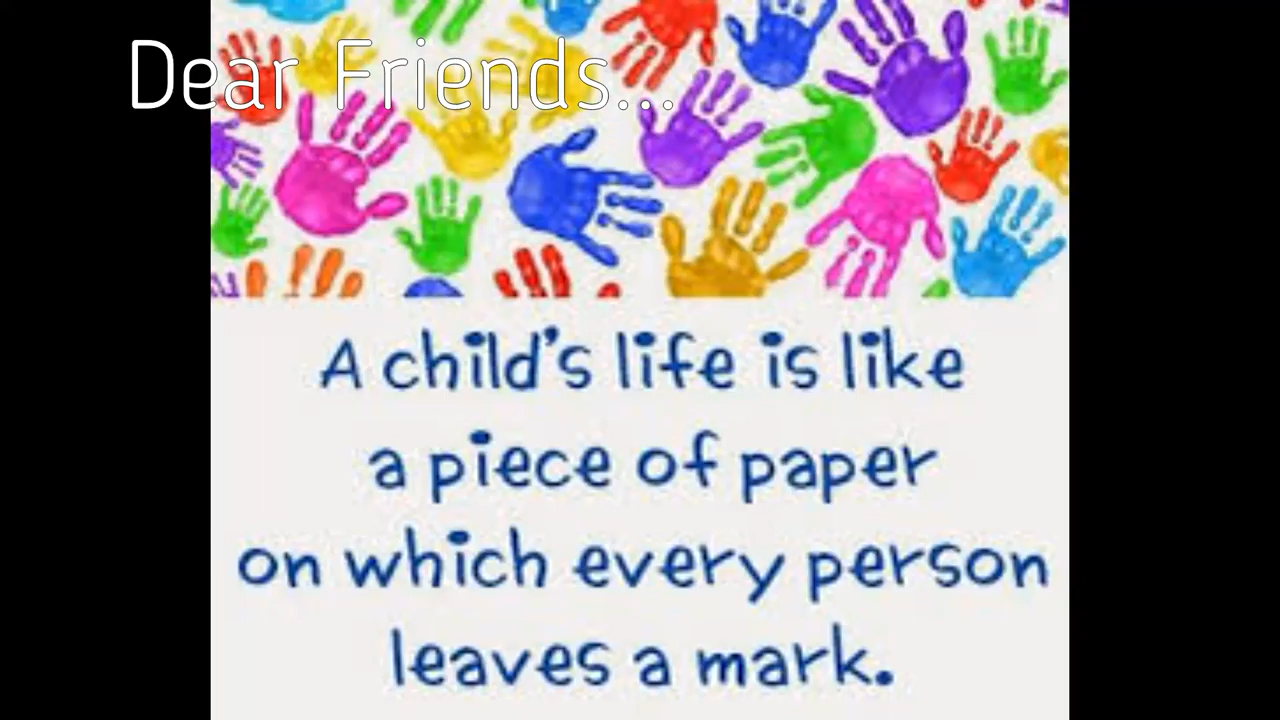 Dear Friends...
A child's life is like
a piece of paper
on which every person
leaves a mark.